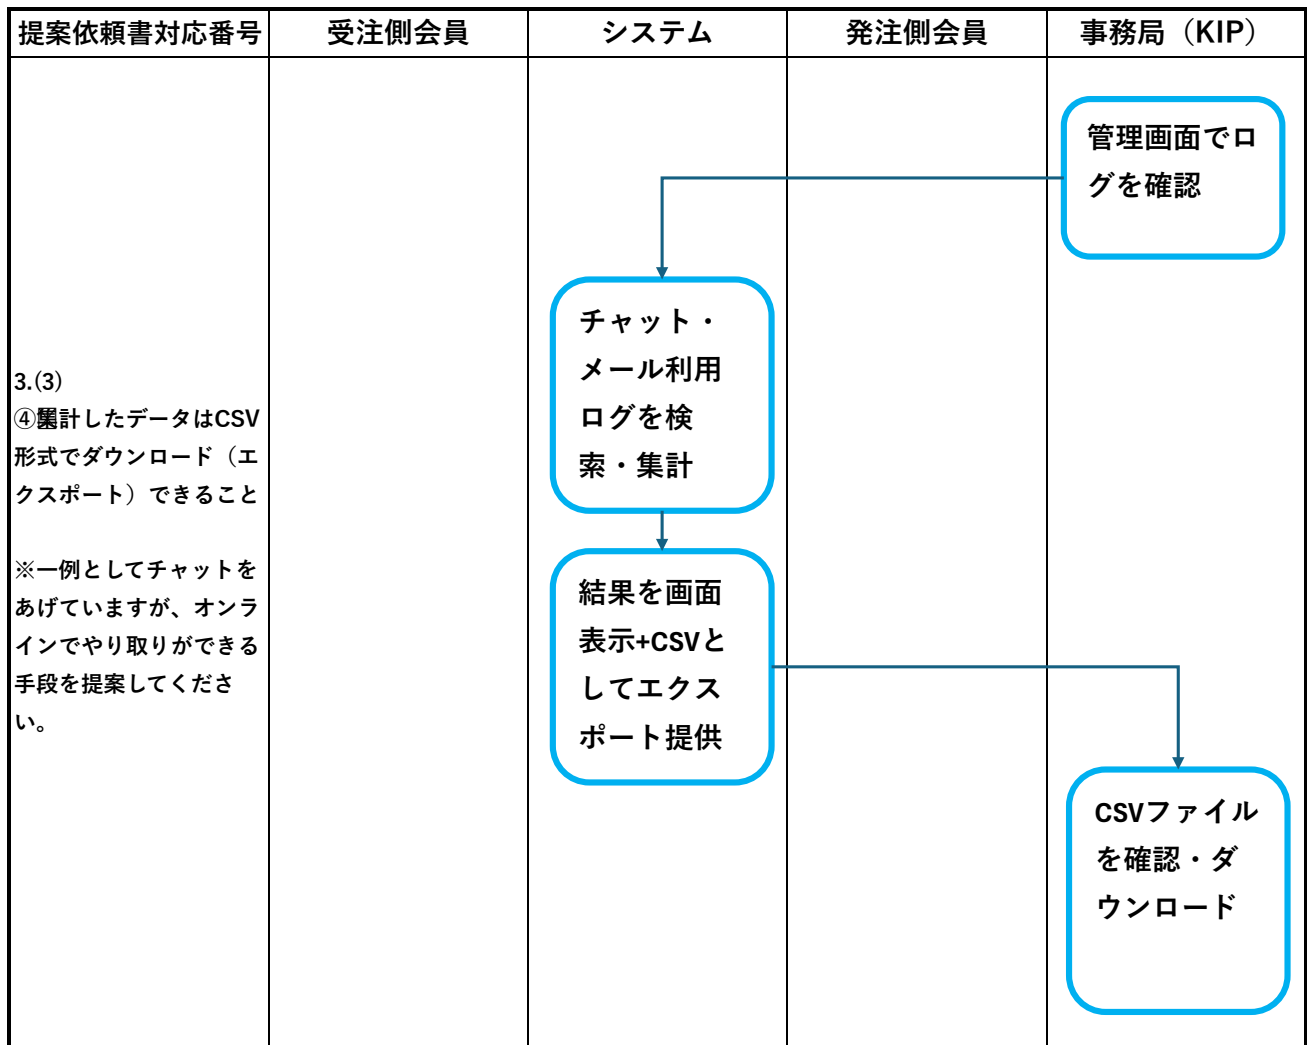 提案依頼書対応番号
受注側会員
システム
発注側会員
事務局（KIP）
管理画面でロ
グを確認
チャット・
メール利用
ログを検
索・集計
3.(3)
④集計したデータはCSV
形式でダウンロード（エ
クスポート）できること
※一例としてチャットを
あげていますが、オンラ
インでやり取りができる
手段を提案してくださ
い。
結果を画面
表示+CSVと
してエクス
ポート提供
CSVファイル
を確認・ダ
ウンロード